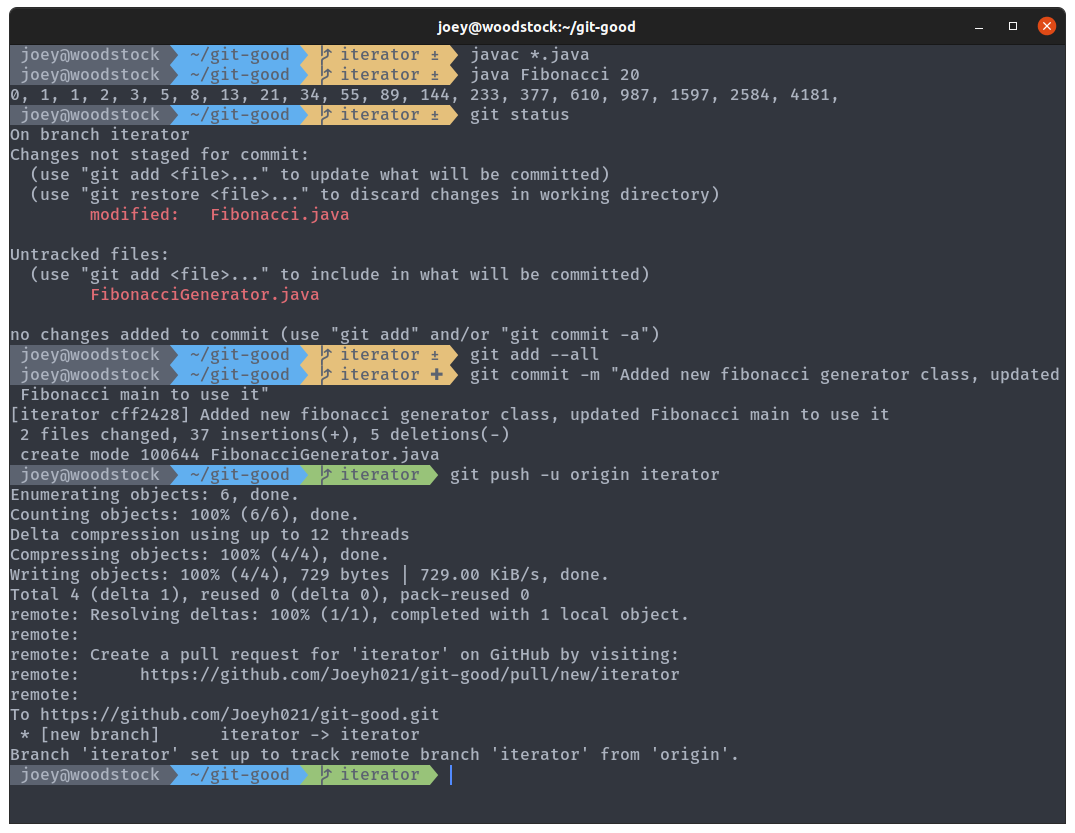 joey@woodstock:~/git-good
joey@woodstock ~/git-good iterator ± javac *.java
joey@woodstock ~/git-good iterator ± java Fibonacci 20
0, 1, 1, 2, 3, 5, 8, 13, 21, 34, 55, 89, 144, 233, 377, 610, 987, 1597, 2584, 4181,
joey@woodstock ~/git-good iterator ± git status
On branch iterator
Changes not staged for commit:
  (use "git add <file>..." to update what will be committed)
  (use "git restore <file>..." to discard changes in working directory)
        modified:   Fibonacci.java

Untracked files:
  (use "git add <file>..." to include in what will be committed)
        FibonacciGenerator.java

no changes added to commit (use "git add" and/or "git commit -a")
joey@woodstock ~/git-good iterator ± git add --all
joey@woodstock ~/git-good iterator ✚ git commit -m "Added new fibonacci generator class, updated
 Fibonacci main to use it"
[iterator cff2428] Added new fibonacci generator class, updated Fibonacci main to use it
 2 files changed, 37 insertions(+), 5 deletions(-)
 create mode 100644 FibonacciGenerator.java
joey@woodstock ~/git-good iterator git push -u origin iterator
Enumerating objects: 6, done.
Counting objects: 100% (6/6), done.
Delta compression using up to 12 threads
Compressing objects: 100% (4/4), done.
Writing objects: 100% (4/4), 729 bytes | 729.00 KiB/s, done.
Total 4 (delta 1), reused 0 (delta 0), pack-reused 0
remote: Resolving deltas: 100% (1/1), completed with 1 local object.
remote:
remote: Create a pull request for 'iterator' on GitHub by visiting:
remote:      https://github.com/Joeyh021/git-good/pull/new/iterator
remote:
To https://github.com/Joeyh021/git-good.git
 * [new branch]      iterator -> iterator
Branch 'iterator' set up to track remote branch 'iterator' from 'origin'.
joey@woodstock ~/git-good iterator